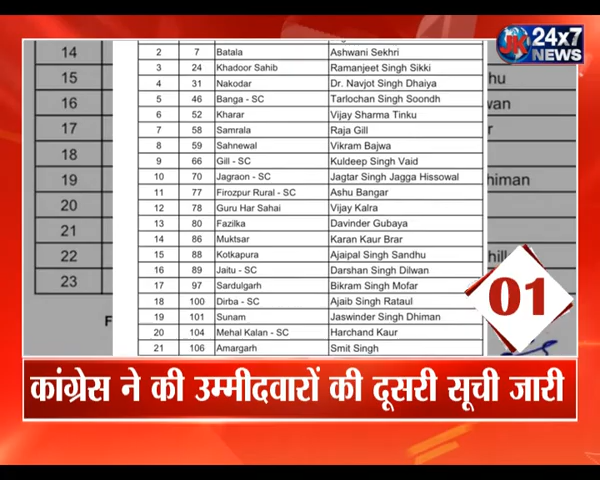 JK 24x7 NEWS
2 7 Batala Ashwani Sekhri
3 24 Khadoor Sahib Ramanjeet Singh Sikki
4 31 Nakodar Dr. Navjot Singh Dhaiya
5 46 Banga - SC Tarlochan Singh Soondh
6 52 Kharar Vijay Sharma Tinku
7 58 Samrala Raja Gill
8 59 Sahnewal Vikram Bajwa
9 66 Gill - SC Kuldeep Singh Vaid
10 70 Jagraon - SC Jagtar Singh Jagga Hissowal
11 77 Firozpur Rural - SC Ashu Bangar
12 78 Guru Har Sahai Vijay Kalra
13 80 Fazilka Davinder Gubaya
14 86 Muktsar Karan Kaur Brar
15 88 Kotkapura Ajaipal Singh Sandhu
16 89 Jaitu - SC Darshan Singh Dilwan
17 97 Sardulgarh Bikram Singh Mofar
18 100 Dirba - SC Ajaib Singh Rataul
19 101 Sunam Jaswinder Singh Dhiman
20 104 Mehal Kalan - SC Harchand Kaur
21 106 Amargarh Smit Singh
14
15
16
17
18
19
20
21
22
23
01
कांग्रेस ने की उम्मीदवारों की दूसरी सूची जारी